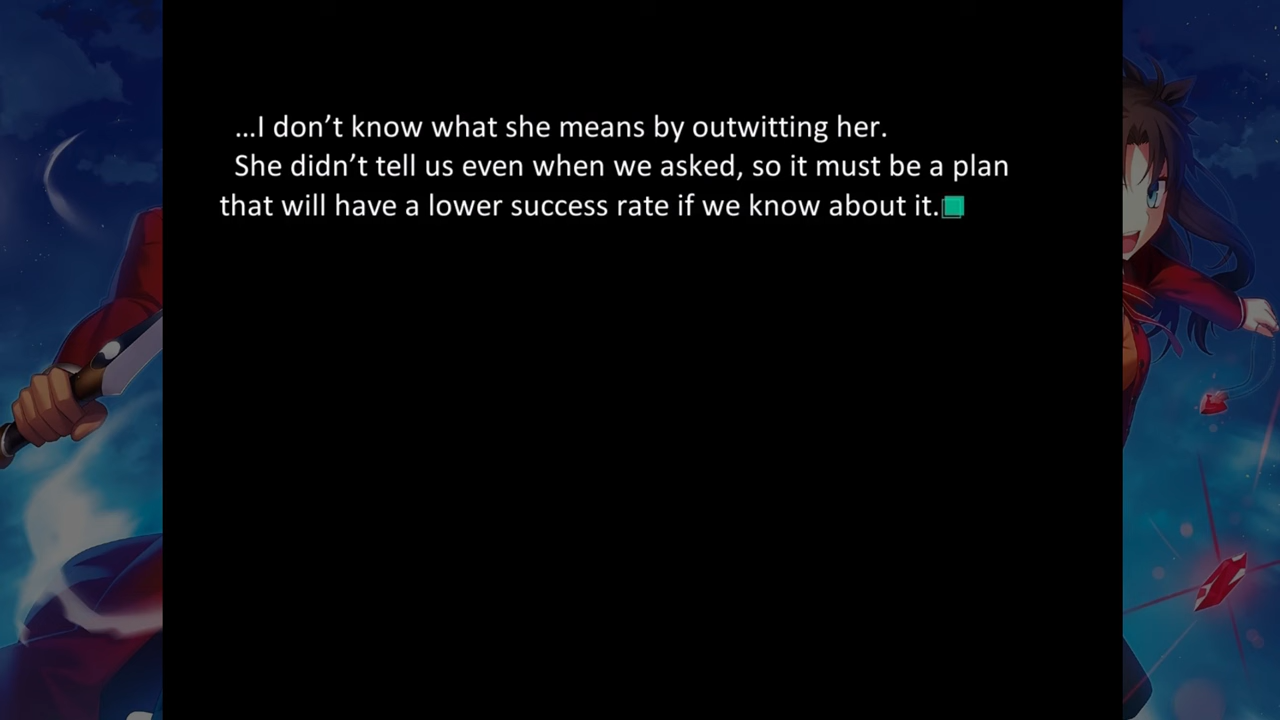 …I don’t know what she means by outwitting her.
She didn’t tell us even when we asked, so it must be a plan
that will have a lower success rate if we know about it.